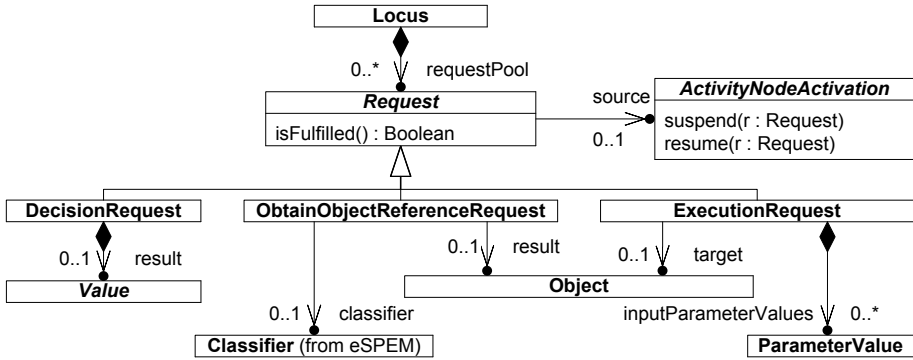 Locus
0..*
requestPool
Request
isFulfilled() : Boolean
source
0..1
ActivityNodeActivation
suspend(r : Request)
resume(r : Request)
DecisionRequest
ObtainObjectReferenceRequest
ExecutionRequest
0..1
result
0..1
result
0..1
target
Value
Object
0..1
classifier
inputParameterValues
0..*
Classifier (from eSPEM)
ParameterValue